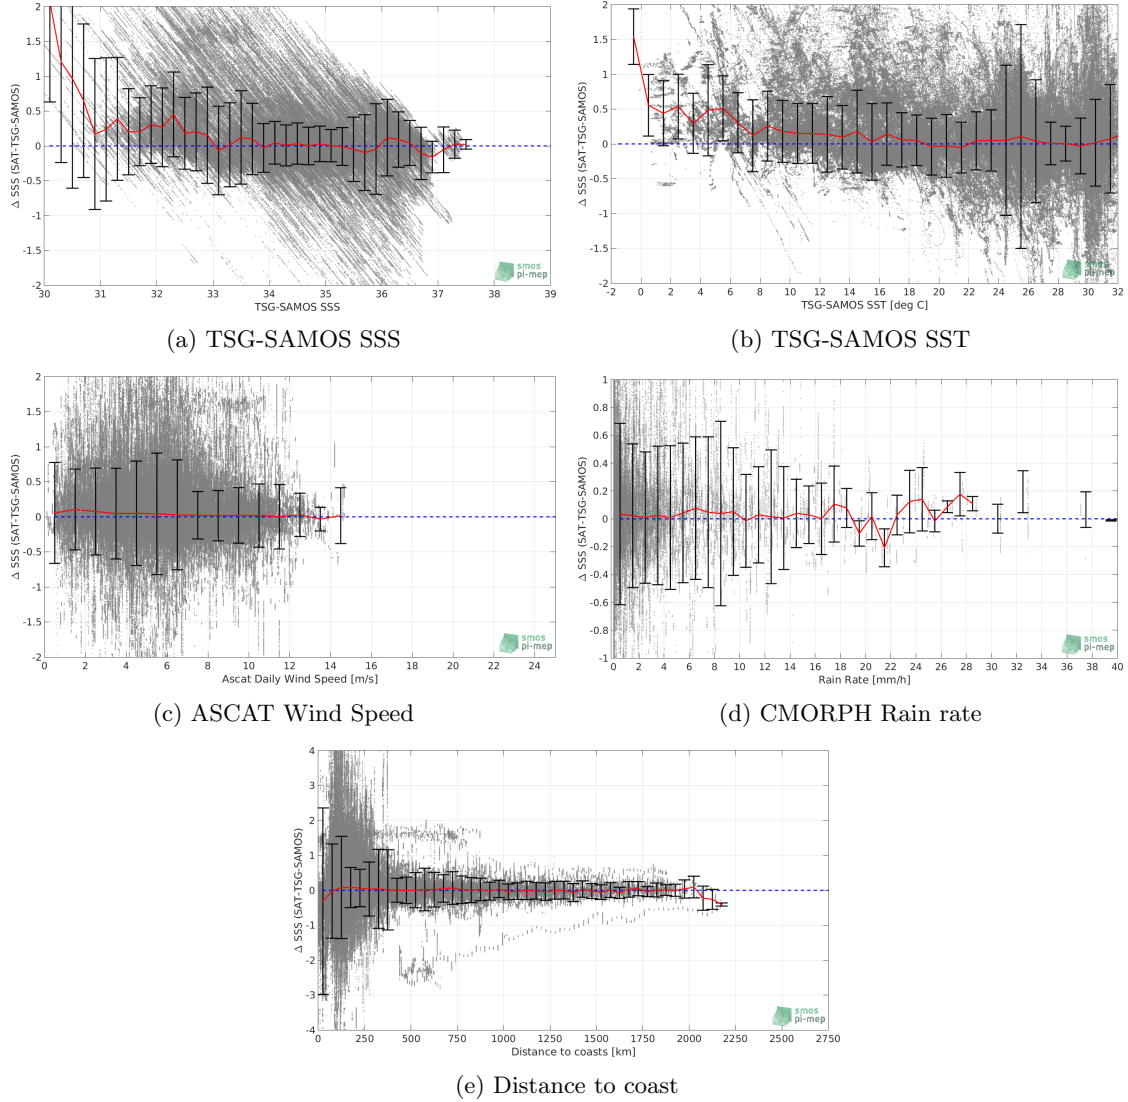 2
1.5
1
0.5
0
-0.5
-1
-1.5
-2
Δ SSS (SAT-TSG-SAMOS)
30 31 32 33 34 35 36 37 38 39
TSG-SAMOS SSS
smos
pi-mep
(a) TSG-SAMOS SSS
2
1.5
1
0.5
0
-0.5
-1
-1.5
-2
Δ SSS (SAT-TSG-SAMOS)
-2 0 2 4 6 8 10 12 14 16 18 20 22 24 26 28 30 32
TSG-SAMOS SST [deg C]
smos
pi-mep
(b) TSG-SAMOS SST
2
1.5
1
0.5
0
-0.5
-1
-1.5
-2
Δ SSS (SAT-TSG-SAMOS)
0 2 4 6 8 10 12 14 16 18 20 22 24
Ascat Daily Wind Speed [m/s]
smos
pi-mep
(c) ASCAT Wind Speed
1
0.8
0.6
0.4
0.2
0
-0.2
-0.4
-0.6
-0.8
-1
Δ SSS (SAT-TSG-SAMOS)
0 2 4 6 8 10 12 14 16 18 20 22 24 26 28 30 32 34 36 38 40
Rain Rate [mm/h]
smos
pi-mep
(d) CMORPH Rain rate
4
3
2
1
0
-1
-2
-3
-4
Δ SSS (SAT-TSG-SAMOS)
0 250 500 750 1000 1250 1500 1750 2000 2250 2500 2750
Distance to coasts [km]
smos
pi-mep
(e) Distance to coast